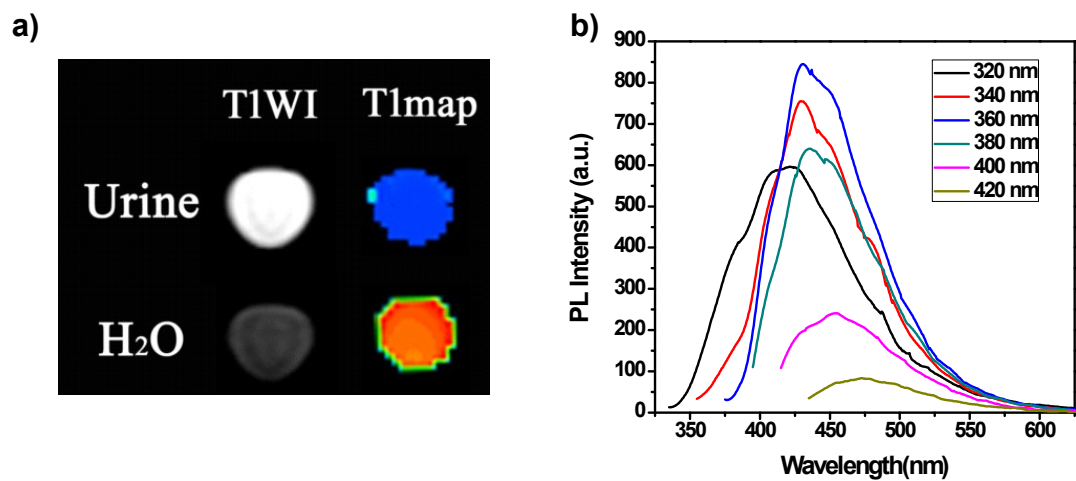 a)
T1WI T1map
Urine
H₂O
b)
PL Intensity (a.u.)
900
800
700
600
500
400
300
200
100
0
350 400 450 500 550 600
Wavelength(nm)
320 nm
340 nm
360 nm
380 nm
400 nm
420 nm